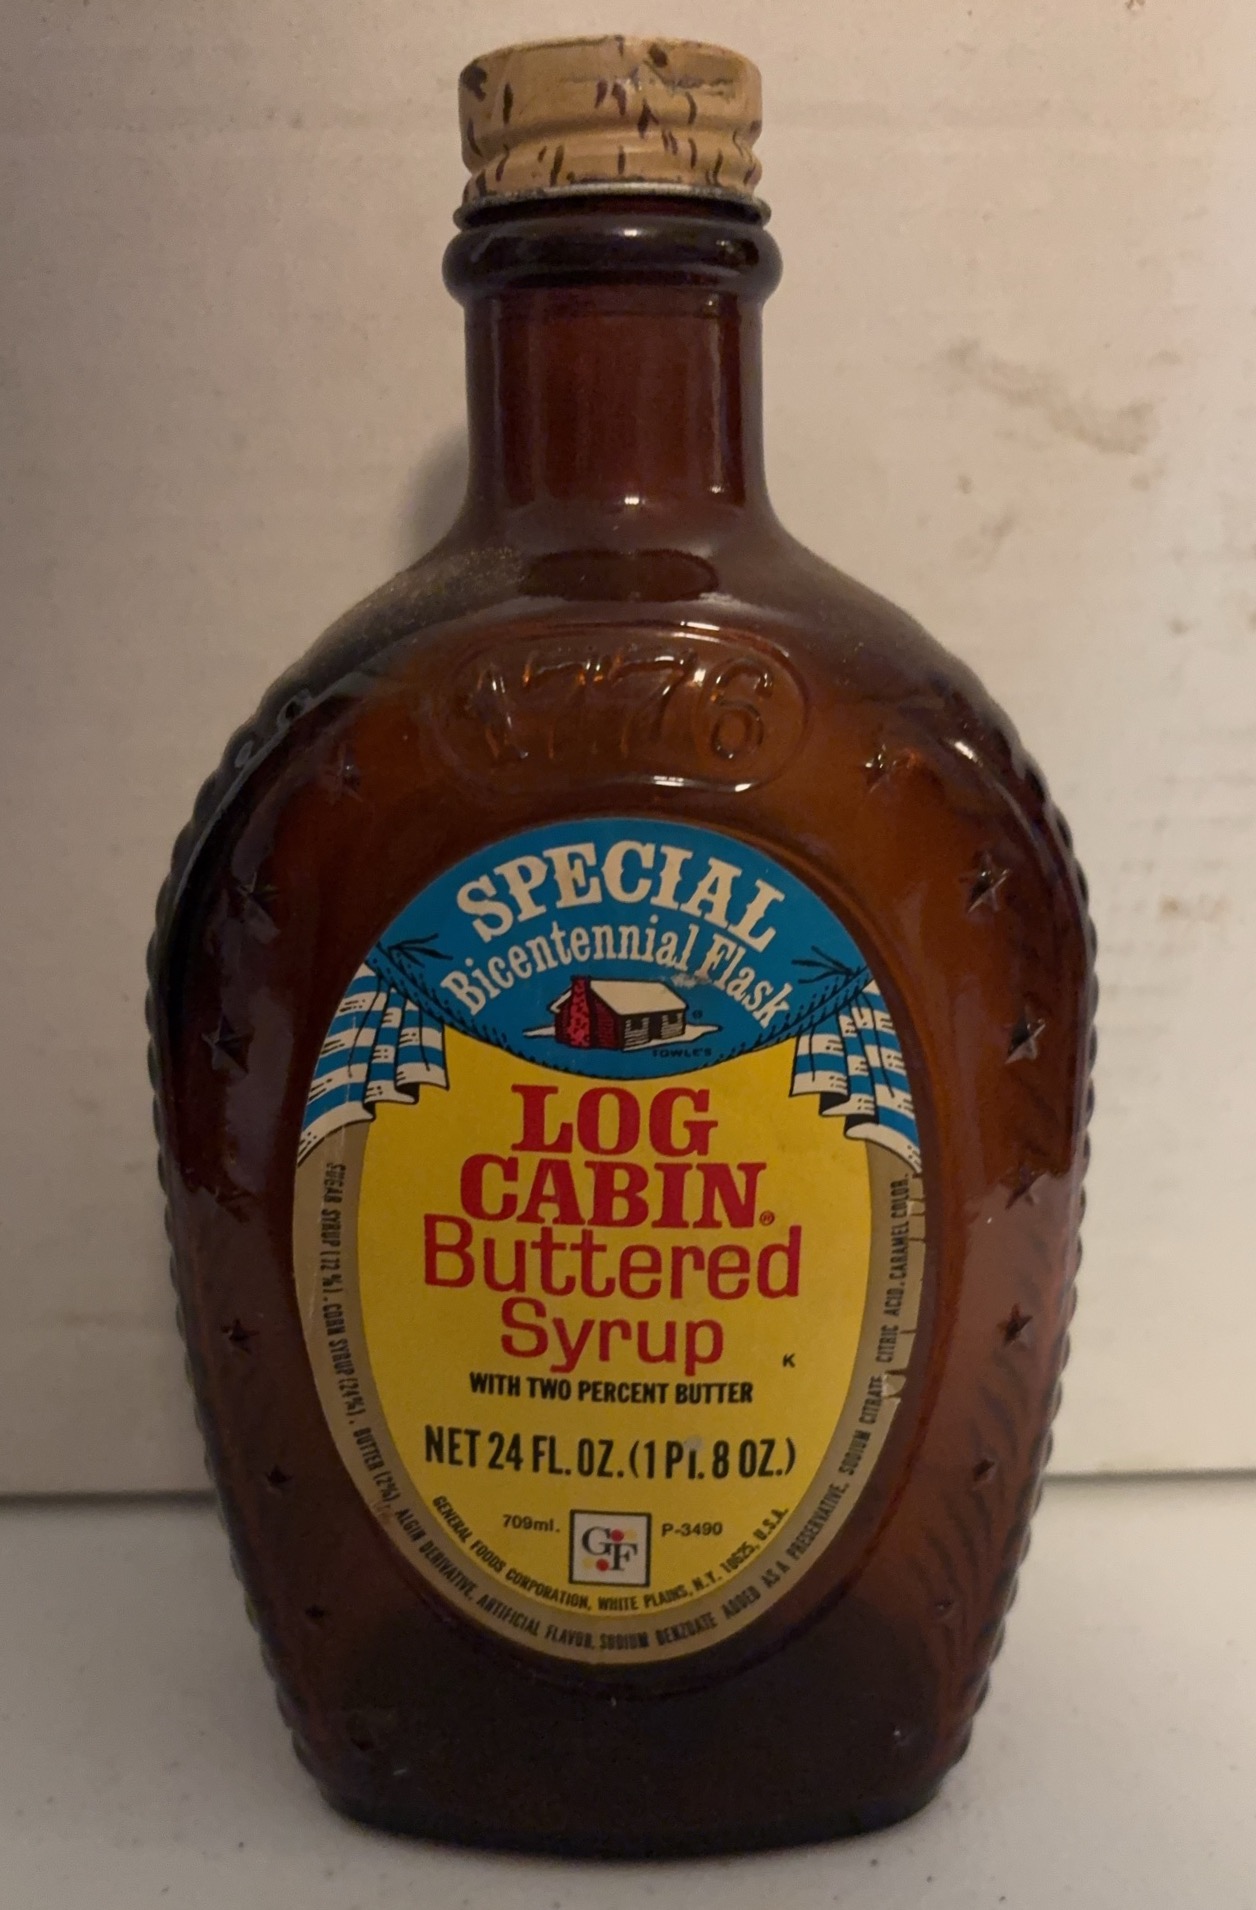 1776
SPECIAL
Bicentennial Flask
®
TOWLE'S
LOG
CABIN®
Buttered
Syrup
K
WITH TWO PERCENT BUTTER
NET 24 FL. OZ. (1 PT. 8 OZ.)
709ml.
GF
P-3490
GENERAL FOODS CORPORATION, WHITE PLAINS, N.Y. 10625, U.S.A.
SUGAR SYRUP (72%), CORN SYRUP (24%), BUTTER (2%), ALGIN DERIVATIVE, ARTIFICIAL FLAVOR, SODIUM BENZOATE ADDED AS A PRESERVATIVE, SODIUM CITRATE, CITRIC ACID, CARAMEL COLOR.